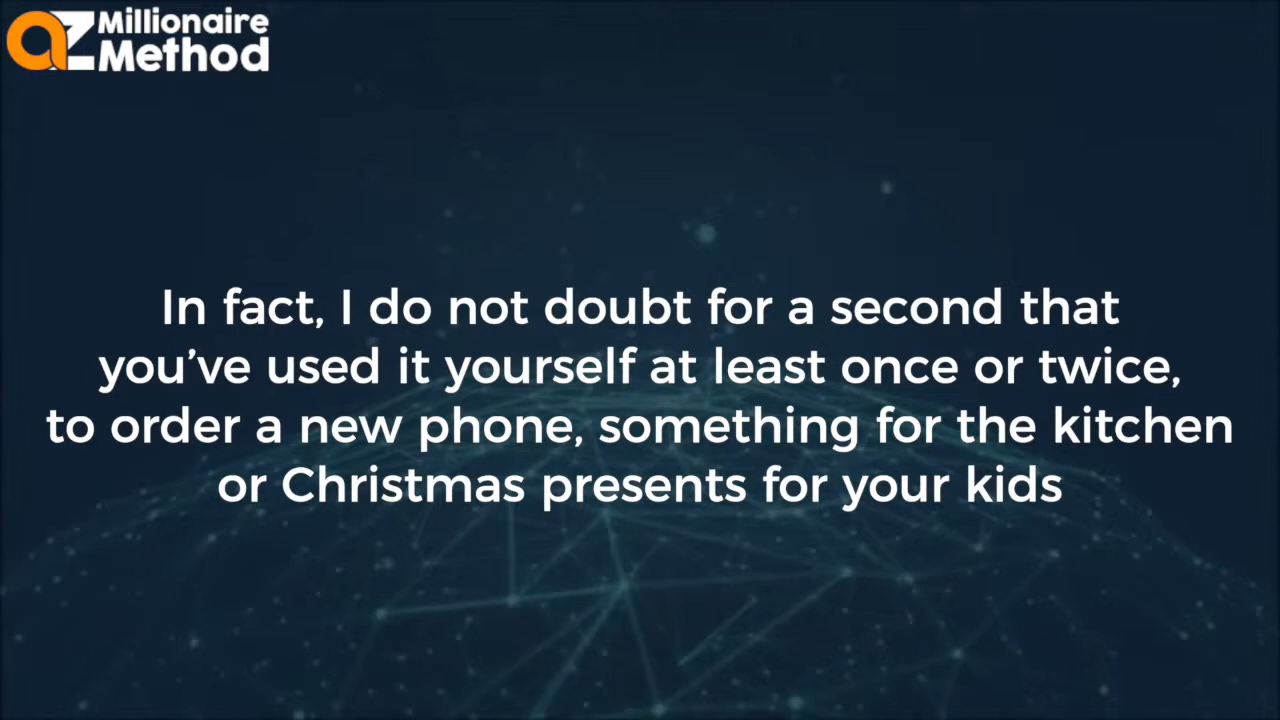 az Millionaire
Method
In fact, I do not doubt for a second that
you’ve used it yourself at least once or twice,
to order a new phone, something for the kitchen
or Christmas presents for your kids